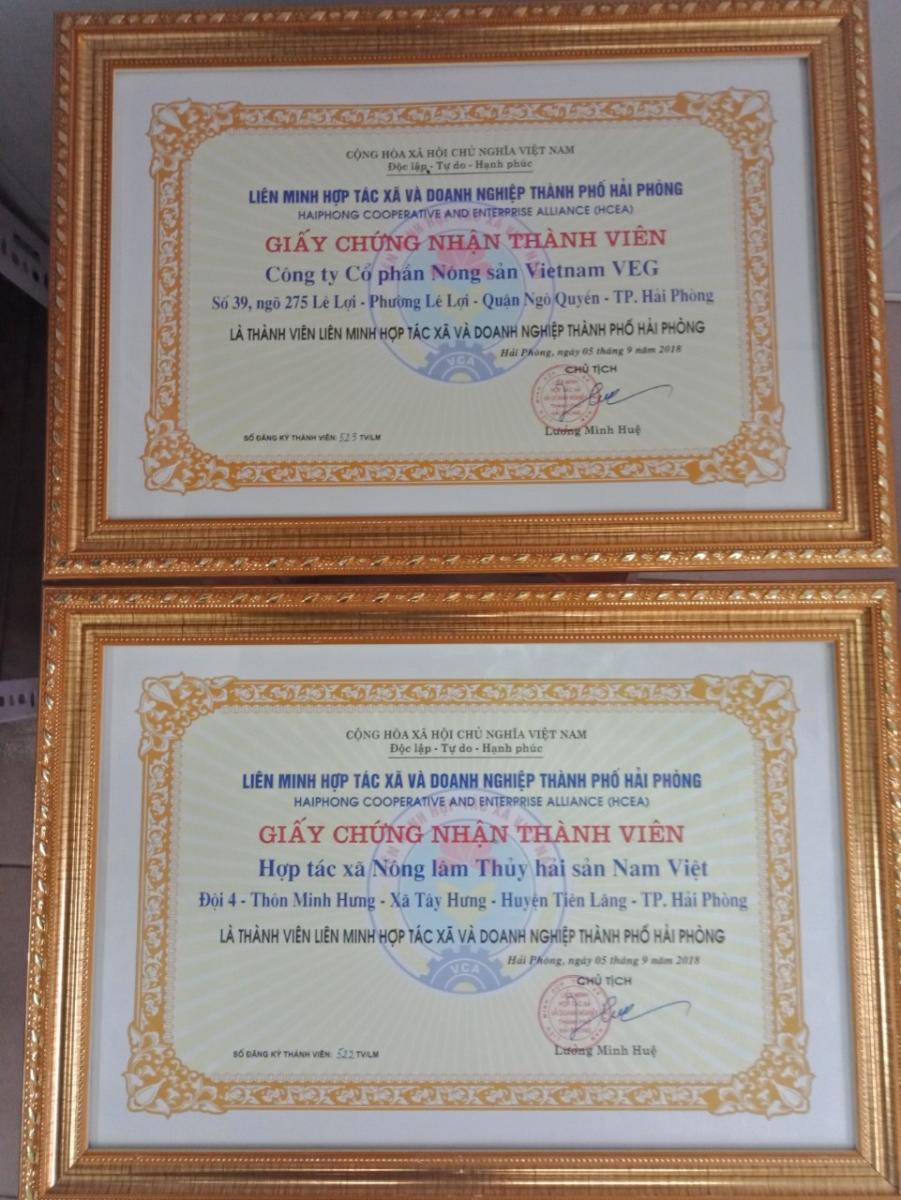 CỘNG HÒA XÃ HỘI CHỦ NGHĨA VIỆT NAM
Độc lập - Tự do - Hạnh phúc
LIÊN MINH HỢP TÁC XÃ VÀ DOANH NGHIỆP THÀNH PHỐ HẢI PHÒNG
HAIPHONG COOPERATIVE AND ENTERPRISE ALLIANCE (HCEA)
GIẤY CHỨNG NHẬN THÀNH VIÊN
Công ty Cổ phần Nông sản Vietnam VEG
Số 39, ngõ 275 Lê Lợi - Phường Lê Lợi - Quận Ngô Quyền - TP. Hải Phòng
LÀ THÀNH VIÊN LIÊN MINH HỢP TÁC XÃ VÀ DOANH NGHIỆP THÀNH PHỐ HẢI PHÒNG
Hải Phòng, ngày 05 tháng 9 năm 2018
VCA
CHỦ TỊCH
Lương Minh Huệ
SỐ ĐĂNG KÝ THÀNH VIÊN: 523 TV/LM
CỘNG HÒA XÃ HỘI CHỦ NGHĨA VIỆT NAM
Độc lập - Tự do - Hạnh phúc
LIÊN MINH HỢP TÁC XÃ VÀ DOANH NGHIỆP THÀNH PHỐ HẢI PHÒNG
HAIPHONG COOPERATIVE AND ENTERPRISE ALLIANCE (HCEA)
GIẤY CHỨNG NHẬN THÀNH VIÊN
Hợp tác xã Nông lâm Thủy hải sản Nam Việt
Đội 4 - Thôn Minh Hưng - Xã Tây Hưng - Huyện Tiên Lãng - TP. Hải Phòng
LÀ THÀNH VIÊN LIÊN MINH HỢP TÁC XÃ VÀ DOANH NGHIỆP THÀNH PHỐ HẢI PHÒNG
Hải Phòng, ngày 05 tháng 9 năm 2018
VCA
CHỦ TỊCH
Lương Minh Huệ
SỐ ĐĂNG KÝ THÀNH VIÊN: 522 TV/LM